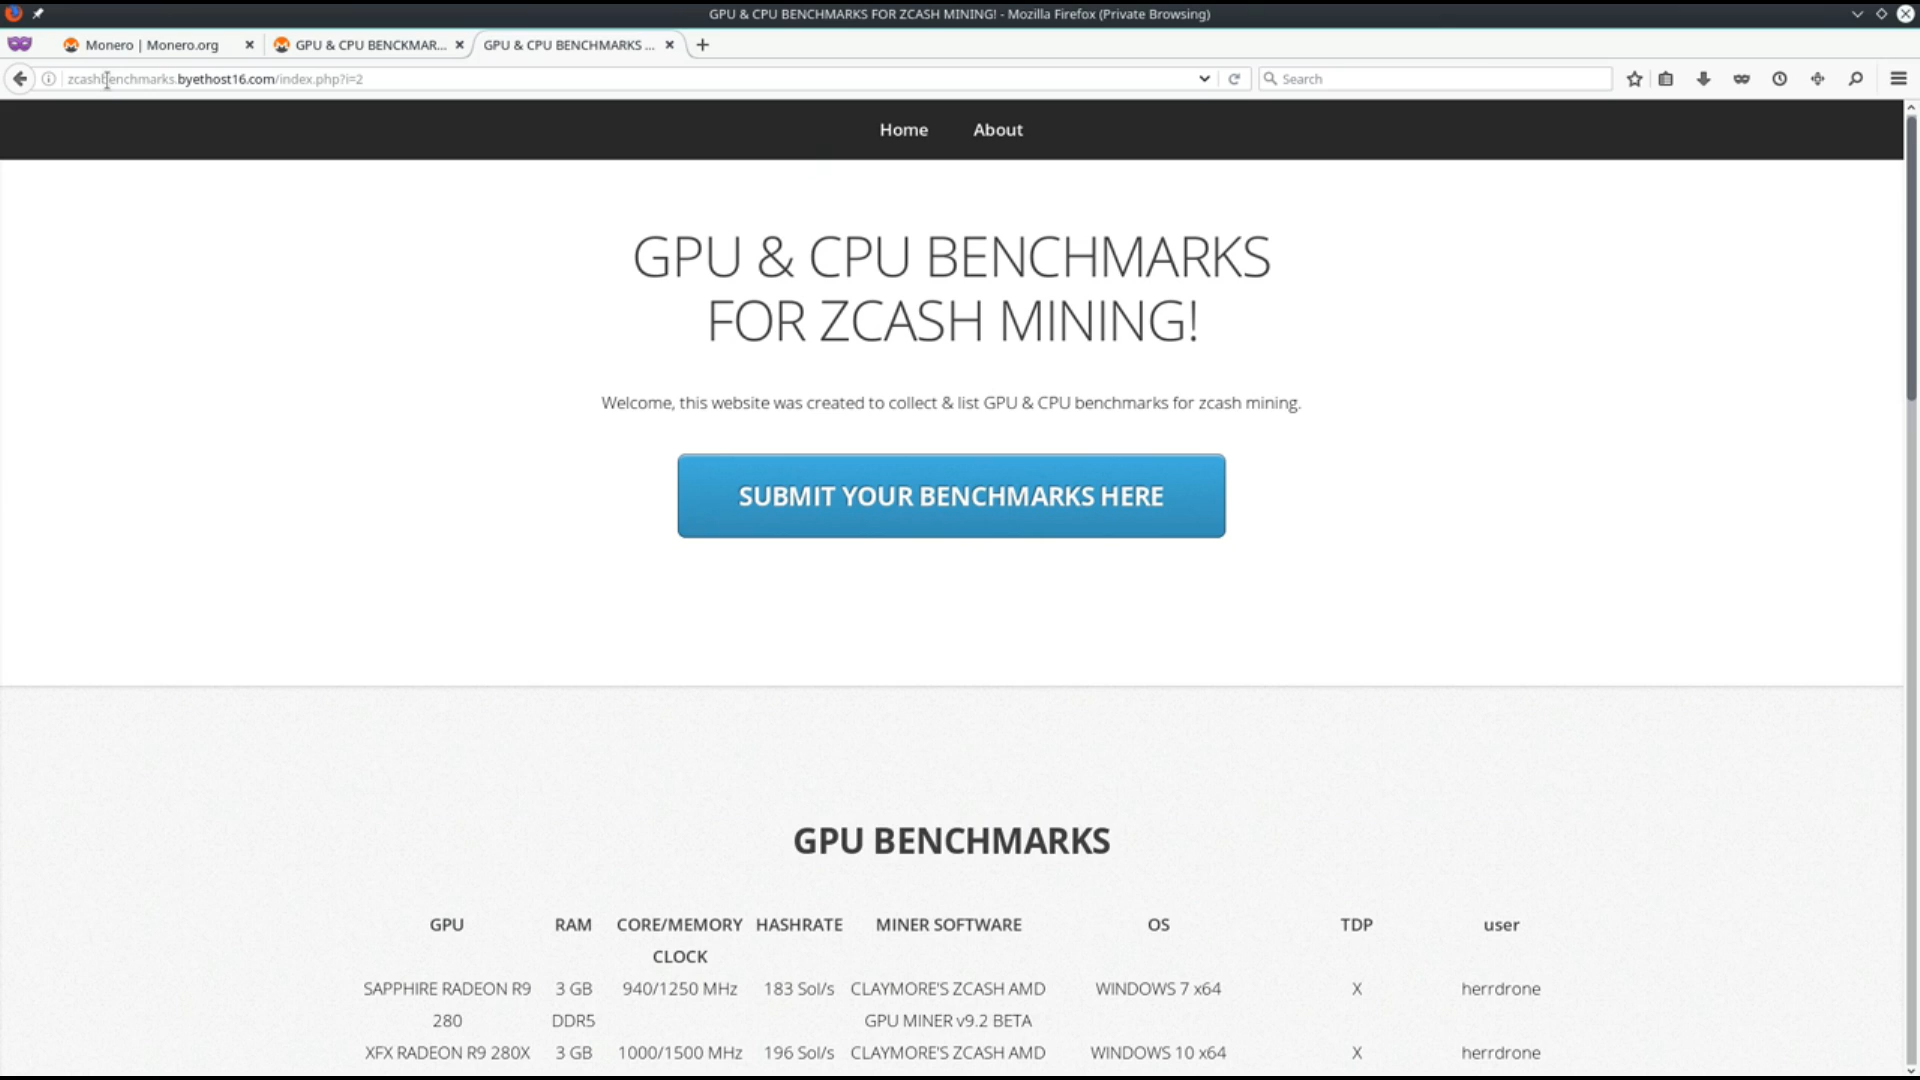 GPU & CPU BENCHMARKS FOR ZCASH MINING! - Mozilla Firefox (Private Browsing)
Monero | Monero.org
GPU & CPU BENCKMAR...
GPU & CPU BENCHMARKS ...
zcashbenchmarks.byethost16.com/index.php?i=2
Search
Home About
GPU & CPU BENCHMARKS
FOR ZCASH MINING!
Welcome, this website was created to collect & list GPU & CPU benchmarks for zcash mining.
SUBMIT YOUR BENCHMARKS HERE
GPU BENCHMARKS
GPU RAM CORE/MEMORY HASHRATE MINER SOFTWARE OS TDP user
CLOCK
SAPPHIRE RADEON R9 3 GB 940/1250 MHz 183 Sol/s CLAYMORE'S ZCASH AMD WINDOWS 7 x64 X herrdrone
280 DDR5 GPU MINER v9.2 BETA
XFX RADEON R9 280X 3 GB 1000/1500 MHz 196 Sol/s CLAYMORE'S ZCASH AMD WINDOWS 10 x64 X herrdrone